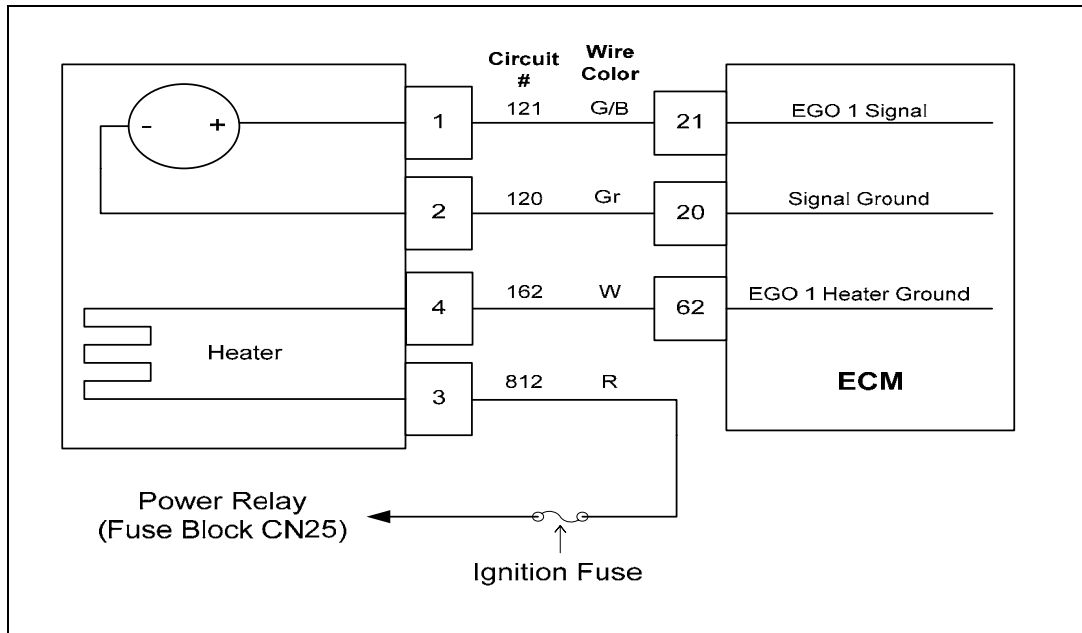 Circuit # Wire Color
- + 1 121 G/B 21 EGO 1 Signal
2 120 Gr 20 Signal Ground
4 162 W 62 EGO 1 Heater Ground
Heater
3 812 R
ECM
Power Relay
(Fuse Block CN25)
Ignition Fuse